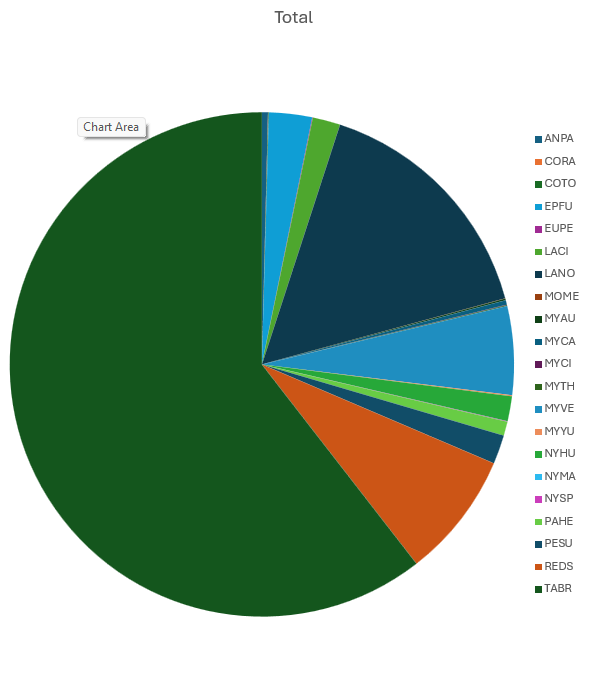 Total
Chart Area
ANPA
CORA
COTO
EPFU
EUPE
LACI
LANO
MOME
MYAU
MYCA
MYCI
MYTH
MYVE
MYYU
NYHU
NYMA
NYSP
PAHE
PESU
REDS
TABR